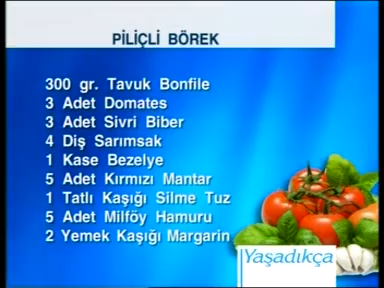 PİLİÇLİ BÖREK
300 gr. Tavuk Bonfile
3 Adet Domates
3 Adet Sivri Biber
4 Diş Sarımsak
1 Kase Bezelye
5 Adet Kırmızı Mantar
1 Tatlı Kaşığı Silme Tuz
5 Adet Milföy Hamuru
2 Yemek Kaşığı Margarin
Yaşadıkça